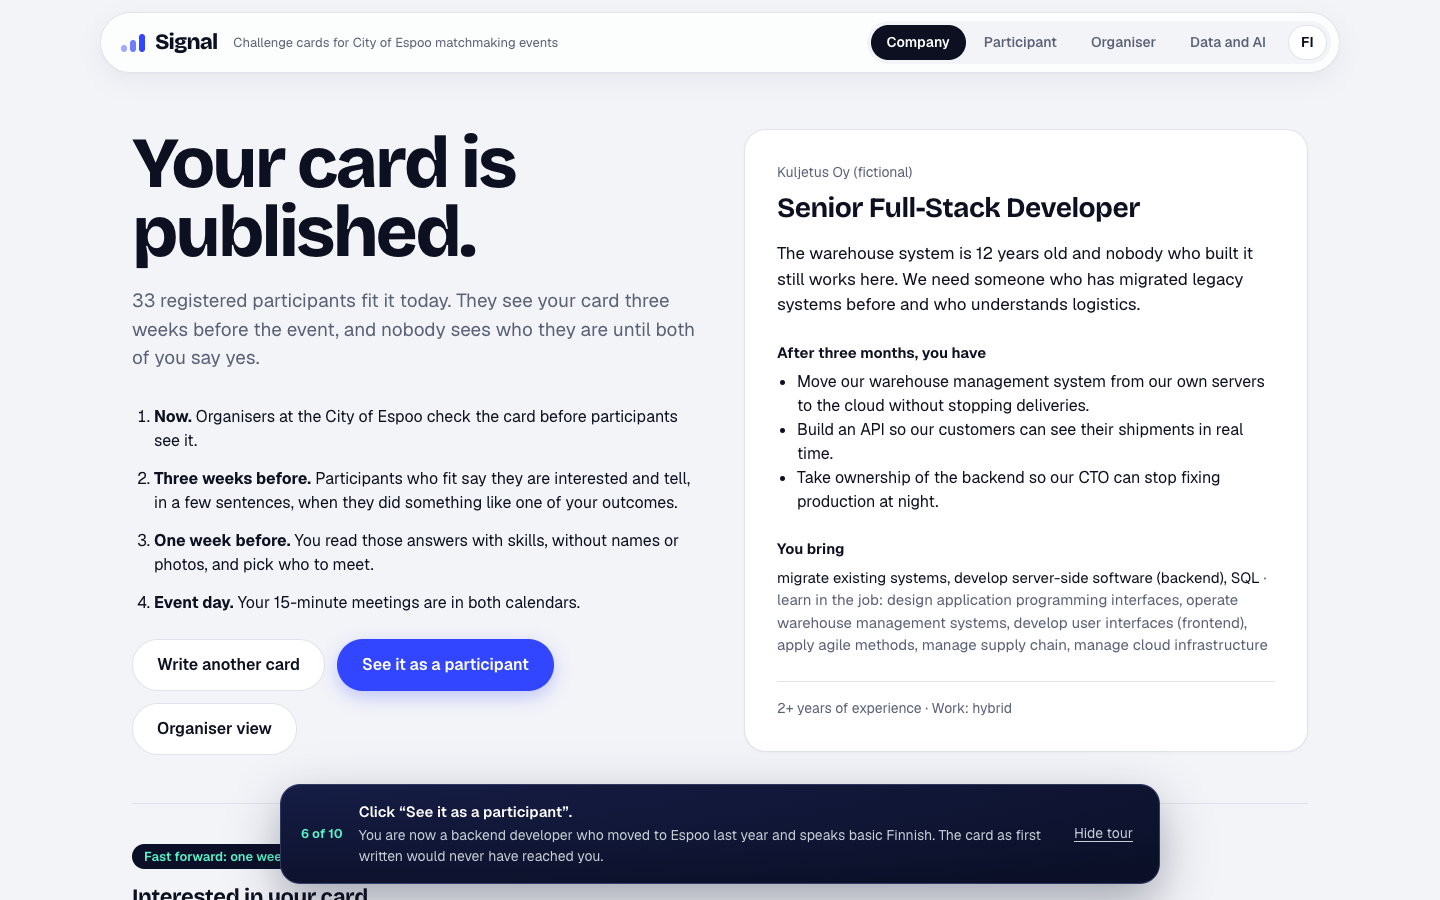 Signal
Challenge cards for City of Espoo matchmaking events
Company
Participant
Organiser
Data and AI
FI
Your card is
published.
33 registered participants fit it today. They see your card three
weeks before the event, and nobody sees who they are until both
of you say yes.
1. Now. Organisers at the City of Espoo check the card before participants
see it.
2. Three weeks before. Participants who fit say they are interested and tell,
in a few sentences, when they did something like one of your outcomes.
3. One week before. You read those answers with skills, without names or
photos, and pick who to meet.
4. Event day. Your 15-minute meetings are in both calendars.
Write another card
See it as a participant
Organiser view
Kuljetus Oy (fictional)
Senior Full-Stack Developer
The warehouse system is 12 years old and nobody who built it
still works here. We need someone who has migrated legacy
systems before and who understands logistics.
After three months, you have
• Move our warehouse management system from our own servers
to the cloud without stopping deliveries.
• Build an API so our customers can see their shipments in real
time.
• Take ownership of the backend so our CTO can stop fixing
production at night.
You bring
migrate existing systems, develop server-side software (backend), SQL ·
learn in the job: design application programming interfaces, operate
warehouse management systems, develop user interfaces (frontend),
apply agile methods, manage supply chain, manage cloud infrastructure
2+ years of experience · Work: hybrid
6 of 10
Click “See it as a participant”.
You are now a backend developer who moved to Espoo last year and speaks basic Finnish. The card as first
written would never have reached you.
Hide tour
Fast forward: one wee
Interested in your card